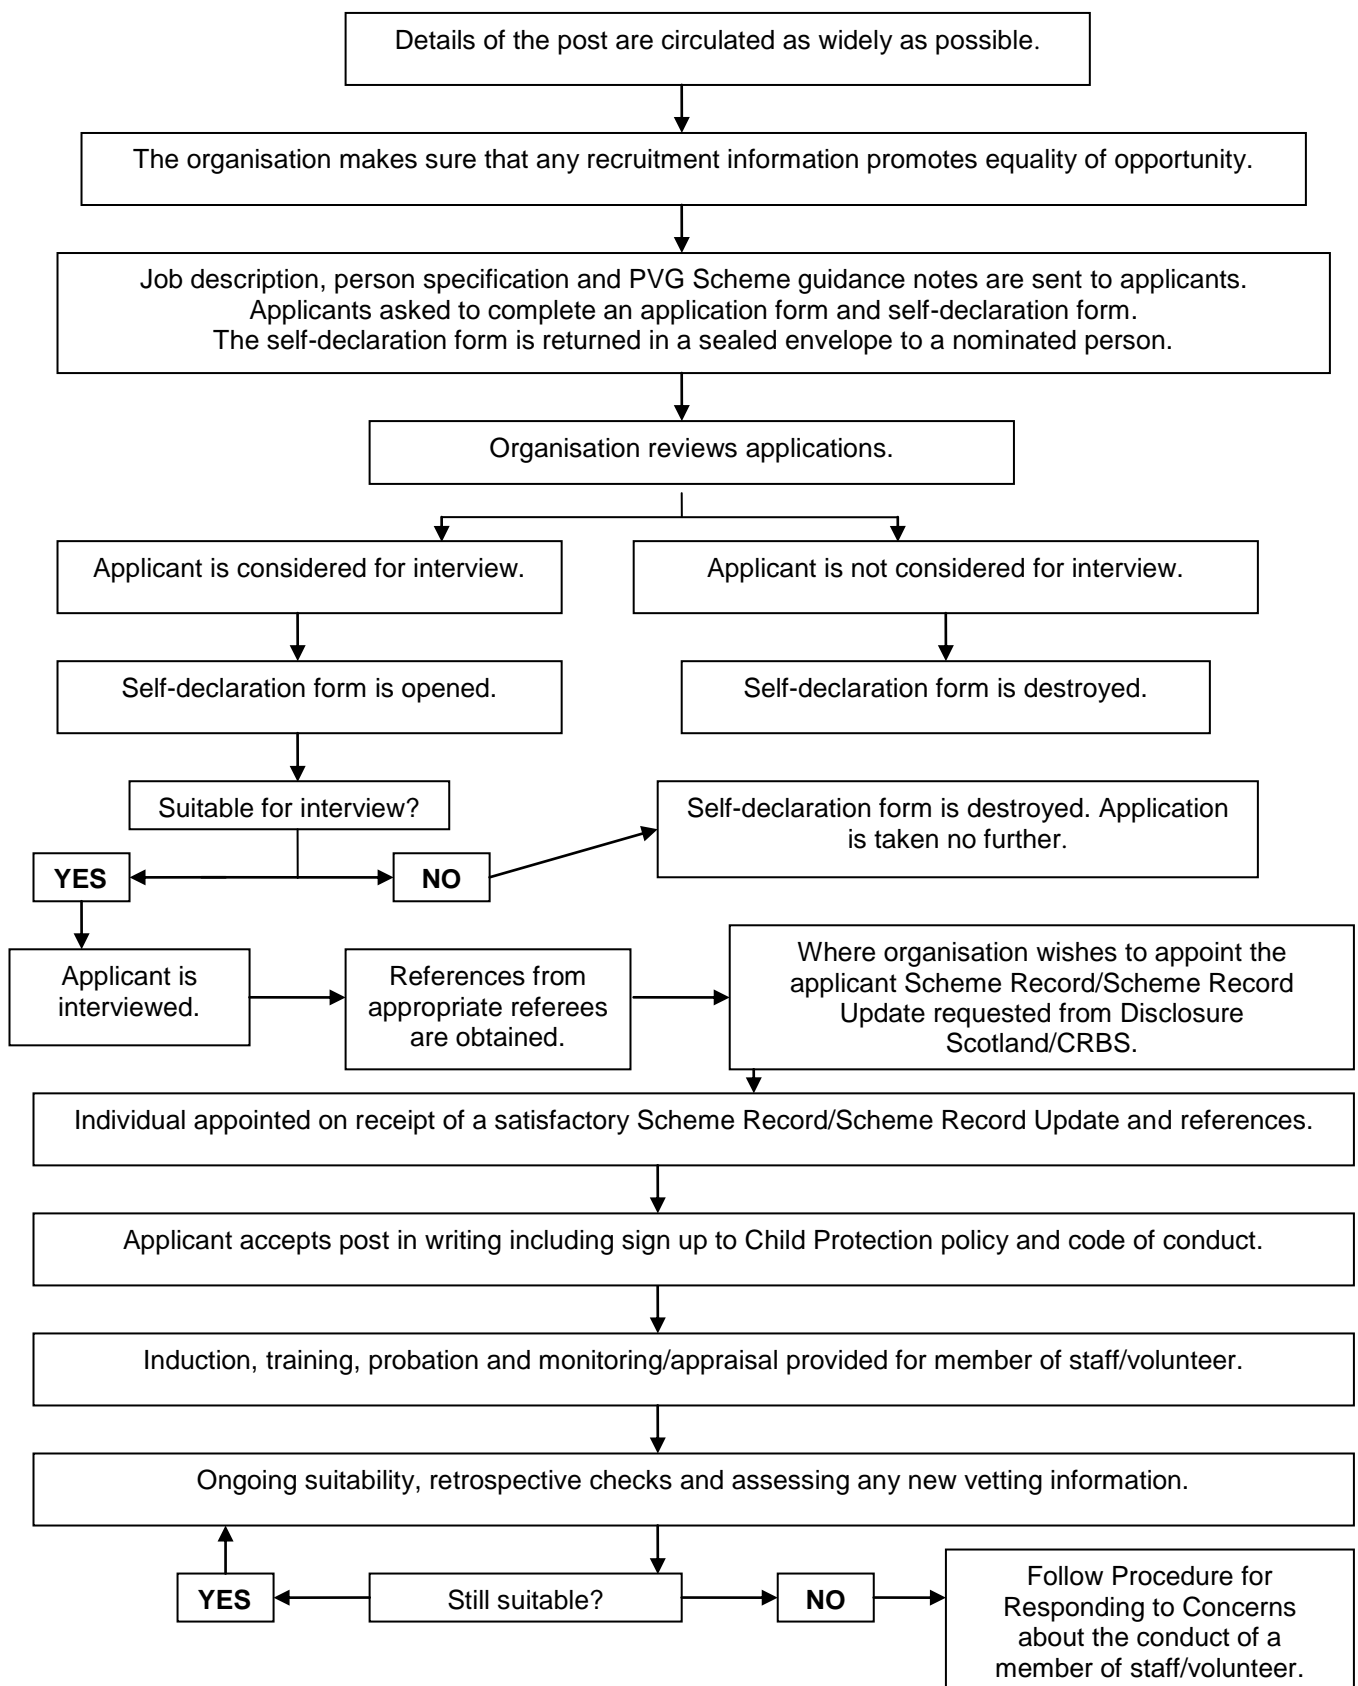 Details of the post are circulated as widely as possible.
The organisation makes sure that any recruitment information promotes equality of opportunity.
Job description, person specification and PVG Scheme guidance notes are sent to applicants.
Applicants asked to complete an application form and self-declaration form.
The self-declaration form is returned in a sealed envelope to a nominated person.
Organisation reviews applications.
Applicant is considered for interview.
Applicant is not considered for interview.
Self-declaration form is opened.
Self-declaration form is destroyed.
Suitable for interview?
Self-declaration form is destroyed. Application
is taken no further.
YES
NO
Applicant is
interviewed.
References from
appropriate referees
are obtained.
Where organisation wishes to appoint the
applicant Scheme Record/Scheme Record
Update requested from Disclosure
Scotland/CRBS.
Individual appointed on receipt of a satisfactory Scheme Record/Scheme Record Update and references.
Applicant accepts post in writing including sign up to Child Protection policy and code of conduct.
Induction, training, probation and monitoring/appraisal provided for member of staff/volunteer.
Ongoing suitability, retrospective checks and assessing any new vetting information.
YES
Still suitable?
NO
Follow Procedure for
Responding to Concerns
about the conduct of a
member of staff/volunteer.